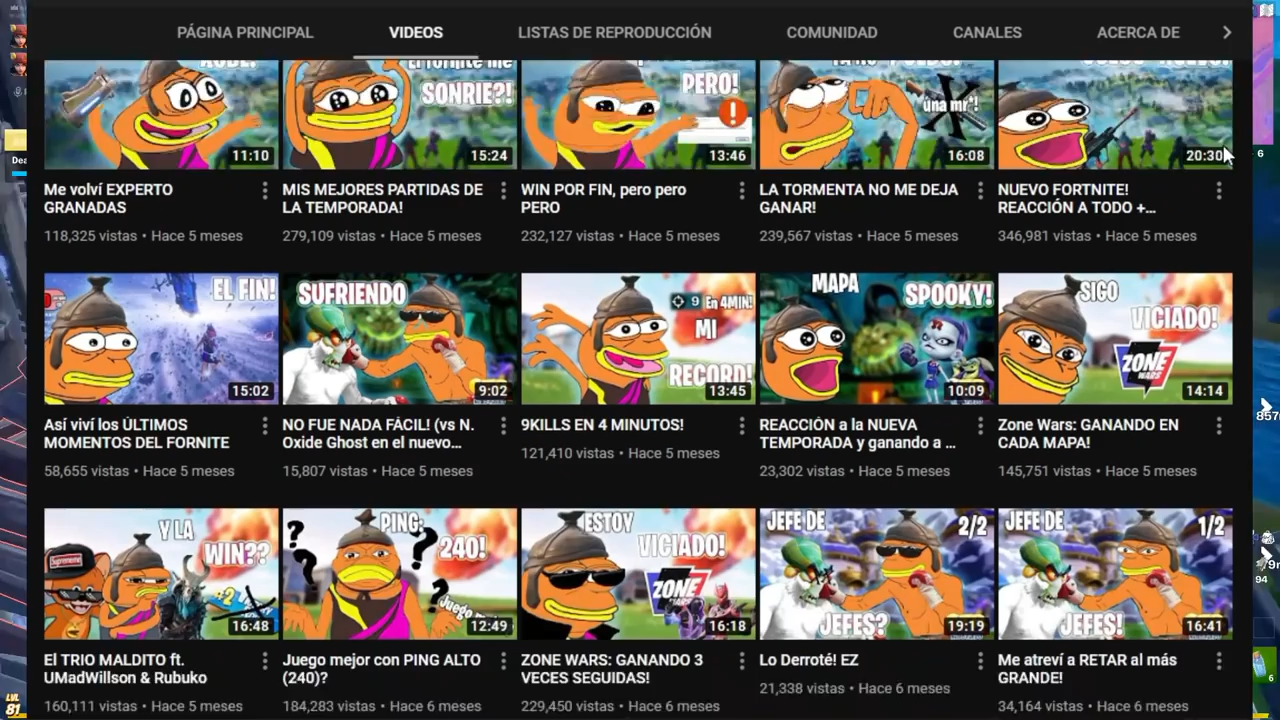 PÁGINA PRINCIPAL VIDEOS LISTAS DE REPRODUCCIÓN COMUNIDAD CANALES ACERCA DE
SONRIE?!
PERO!
una mr*!
11:10 15:24 13:46 16:08 20:30
Me volví EXPERTO
GRANADAS
118,325 vistas • Hace 5 meses
MIS MEJORES PARTIDAS DE
LA TEMPORADA!
279,109 vistas • Hace 5 meses
WIN POR FIN, pero pero
PERO
232,127 vistas • Hace 5 meses
LA TORMENTA NO ME DEJA
GANAR!
239,567 vistas • Hace 5 meses
NUEVO FORTNITE!
REACCIÓN A TODO +...
346,981 vistas • Hace 5 meses
6
Dea
EL FIN!
15:02
SUFRIENDO
9:02
9 En 4MIN!
MI
RECORD!
13:45
MAPA
SPOOKY!
10:09
SIGO
VICIADO!
ZONE
WARS
14:14
Así viví los ÚLTIMOS
MOMENTOS DEL FORNITE
58,655 vistas • Hace 5 meses
NO FUE NADA FÁCIL! (vs N.
Oxide Ghost en el nuevo...
15,807 vistas • Hace 5 meses
9KILLS EN 4 MINUTOS!
121,410 vistas • Hace 5 meses
REACCIÓN a la NUEVA
TEMPORADA y ganando a ...
23,302 vistas • Hace 5 meses
Zone Wars: GANANDO EN
CADA MAPA!
145,751 vistas • Hace 5 meses
857
Y LA
WIN??
Supreme
#2
16:48
PING:
240!
Juego
12:49
ESTOY
VICIADO!
ZONE
WARS
16:18
JEFE DE
2/2
JEFES?
19:19
JEFE DE
1/2
JEFES!
16:41
94
6
El TRIO MALDITO ft.
UMadWillson & Rubuko
160,111 vistas • Hace 5 meses
Juego mejor con PING ALTO
(240)?
184,283 vistas • Hace 6 meses
ZONE WARS: GANANDO 3
VECES SEGUIDAS!
229,450 vistas • Hace 6 meses
Lo Derroté! EZ
21,338 vistas • Hace 6 meses
Me atreví a RETAR al más
GRANDE!
34,164 vistas • Hace 6 meses
LVL
81